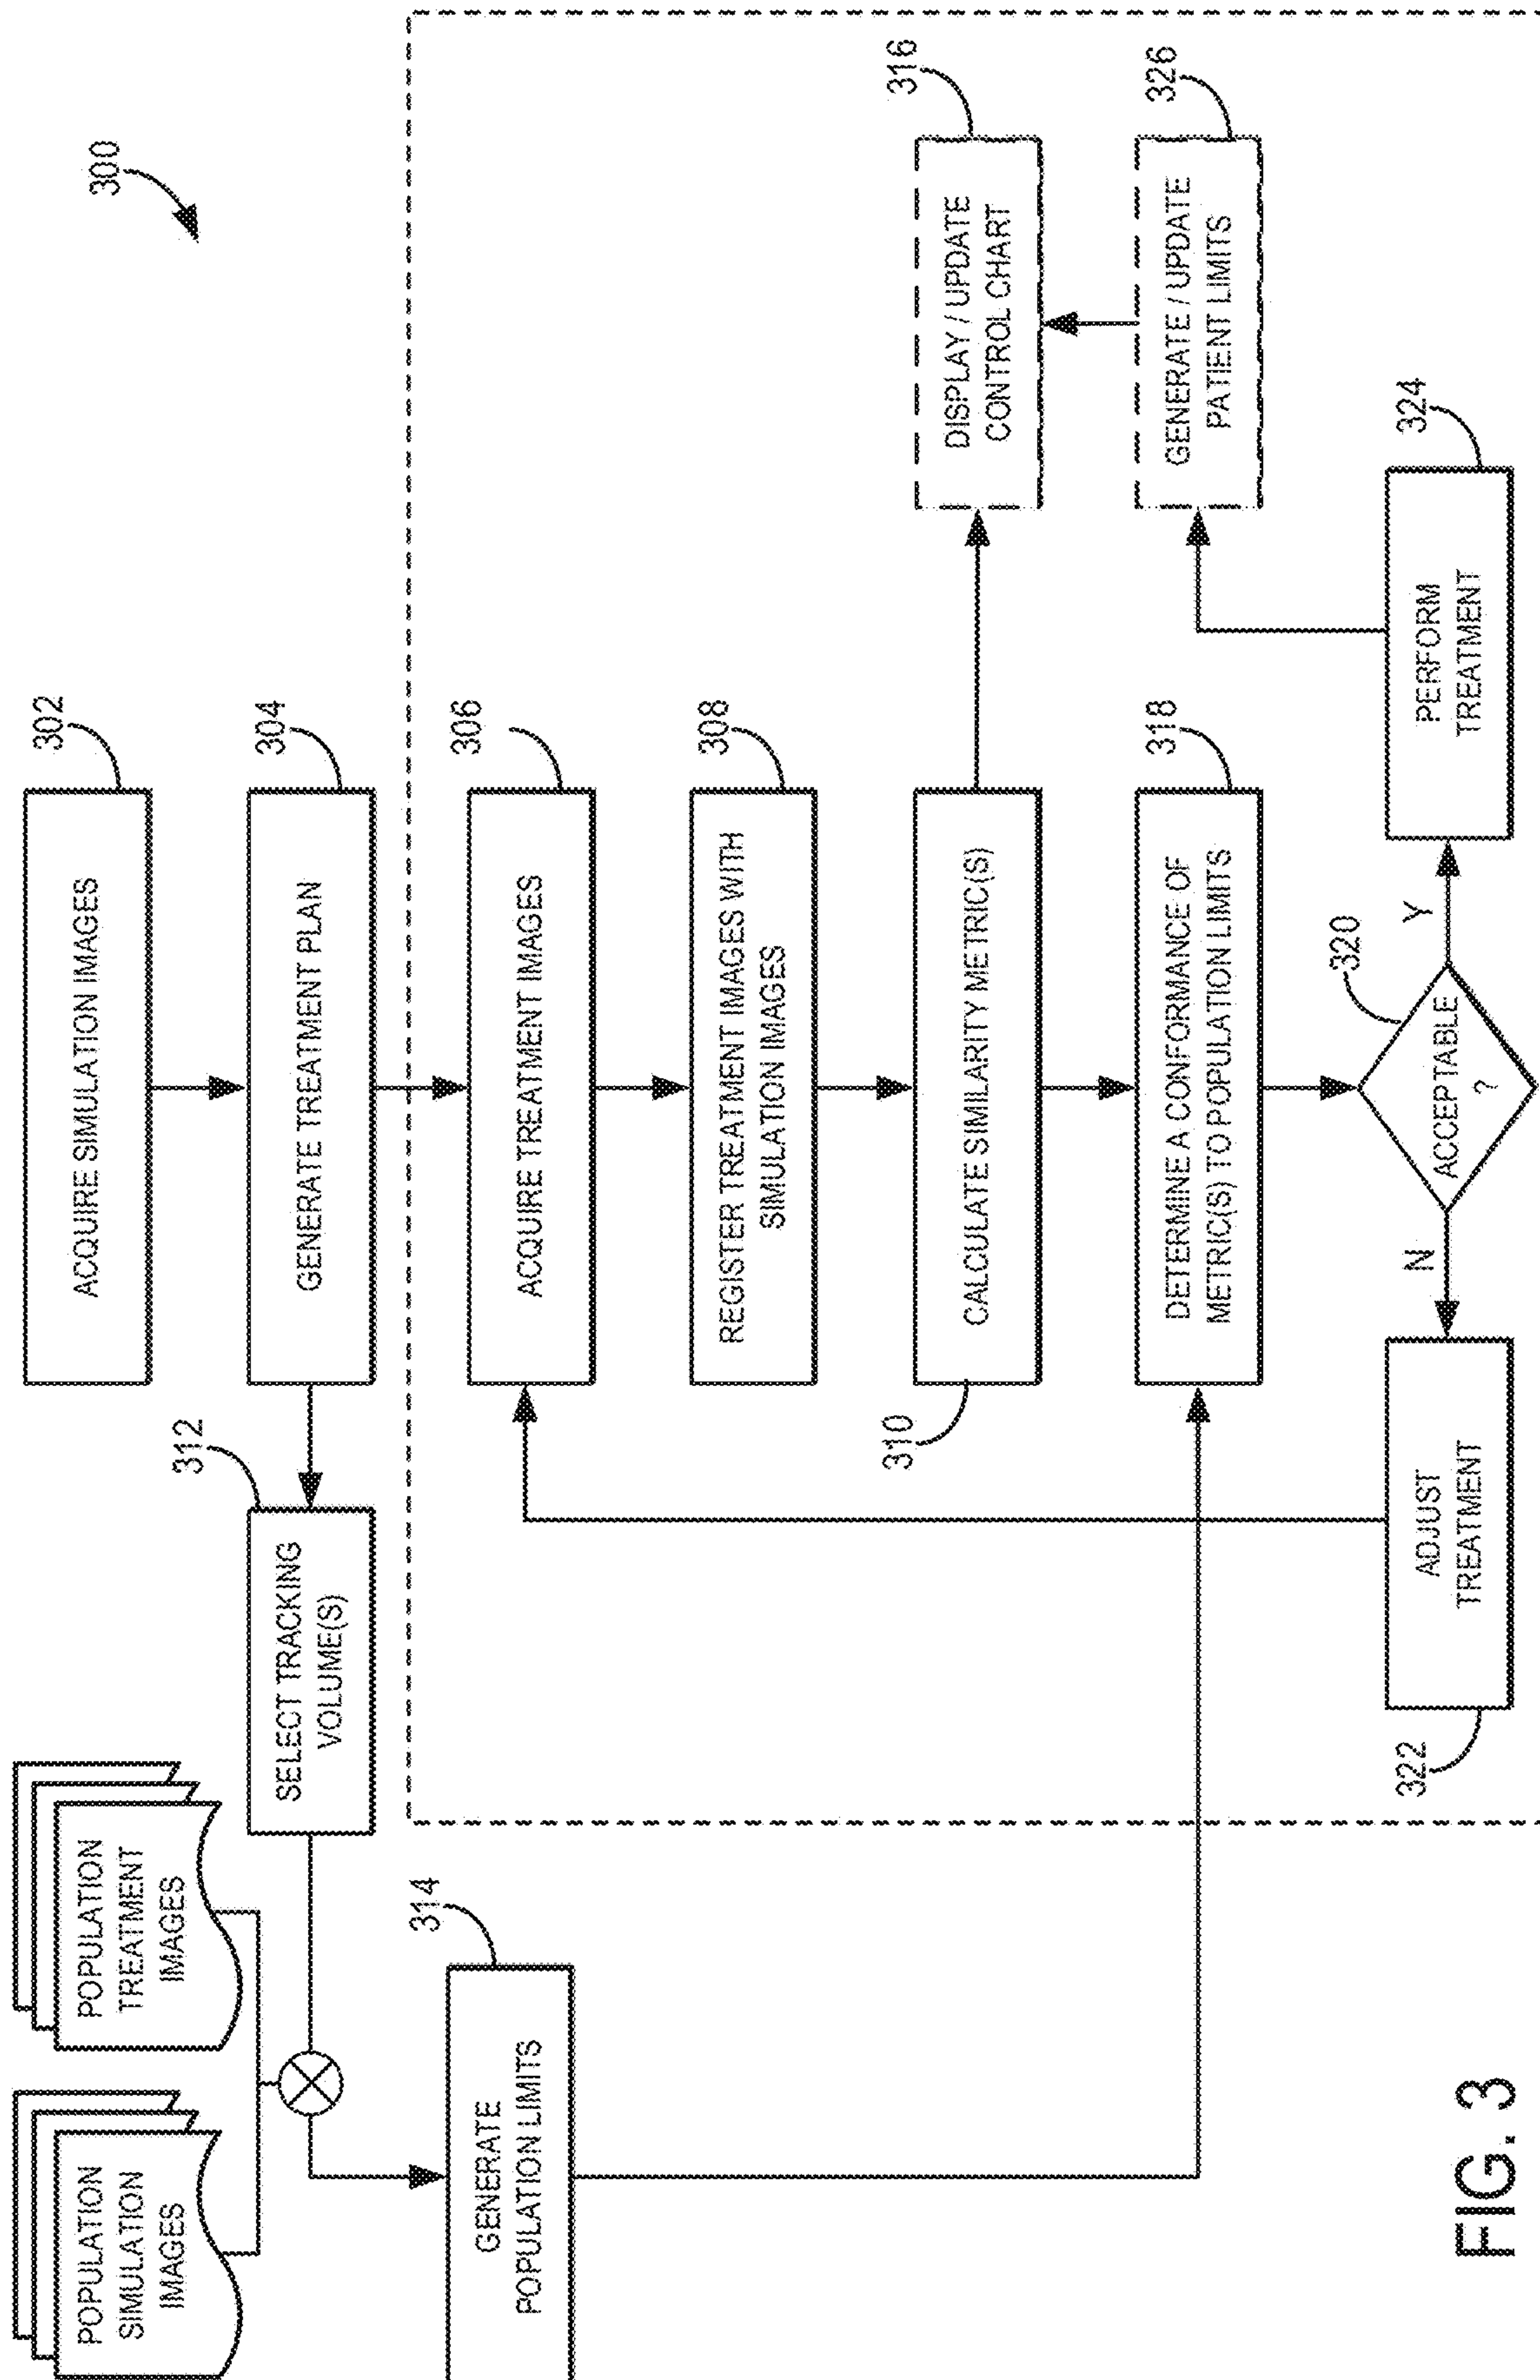 300
POPULATION
SIMULATION
IMAGES
POPULATION
TREATMENT
IMAGES
ACQUIRE SIMULATION IMAGES
302
312
SELECT TRACKING
VOLUME(S)
GENERATE TREATMENT PLAN
304
314
GENERATE
POPULATION LIMITS
ACQUIRE TREATMENT IMAGES
306
REGISTER TREATMENT IMAGES WITH
SIMULATION IMAGES
308
310
CALCULATE SIMILARITY METRIC(S)
DISPLAY / UPDATE
CONTROL CHART
316
DETERMINE A CONFORMANCE OF
METRIC(S) TO POPULATION LIMITS
318
GENERATE / UPDATE
PATIENT LIMITS
326
322
ADJUST
TREATMENT
N
ACCEPTABLE
?
320
Y
PERFORM
TREATMENT
324
FIG. 3